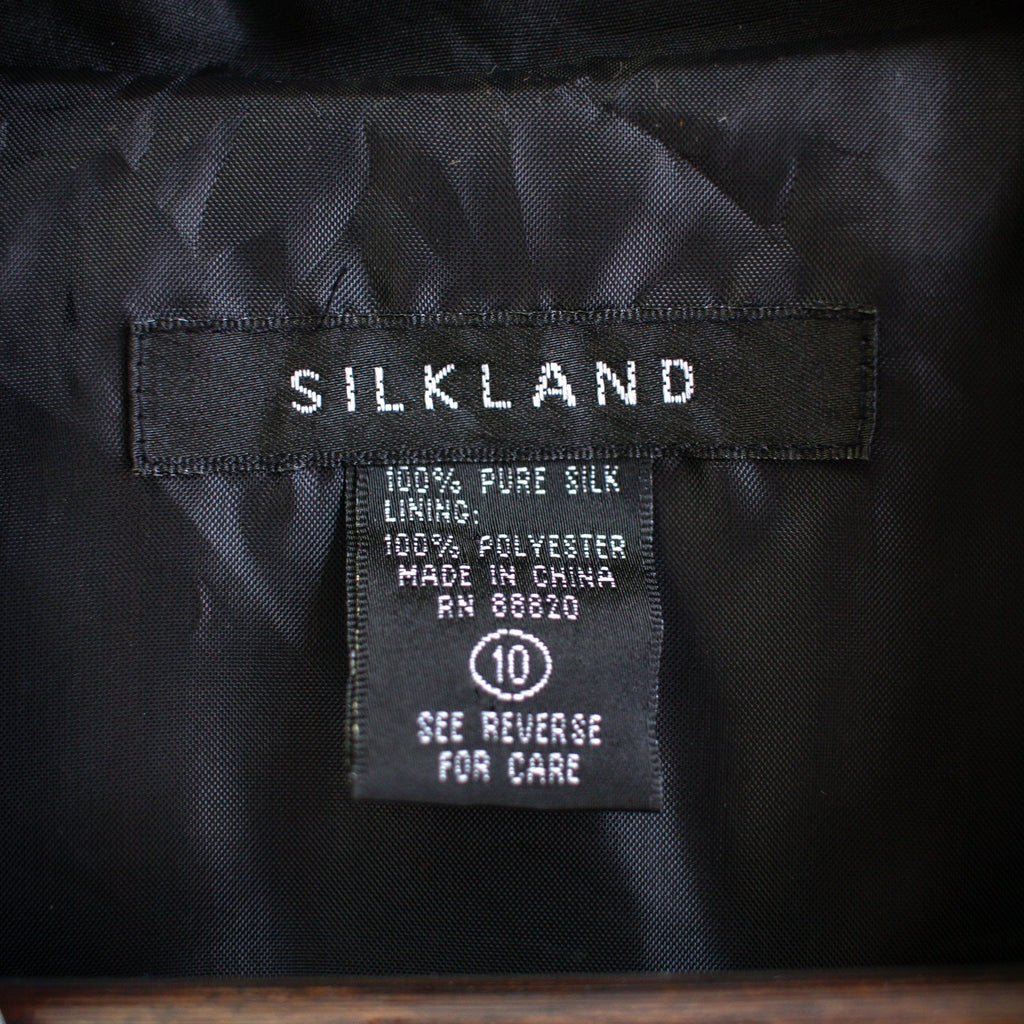 SILKLAND
100% PURE SILK
LINING:
100% POLYESTER
MADE IN CHINA
RN 88820
10
SEE REVERSE
FOR CARE